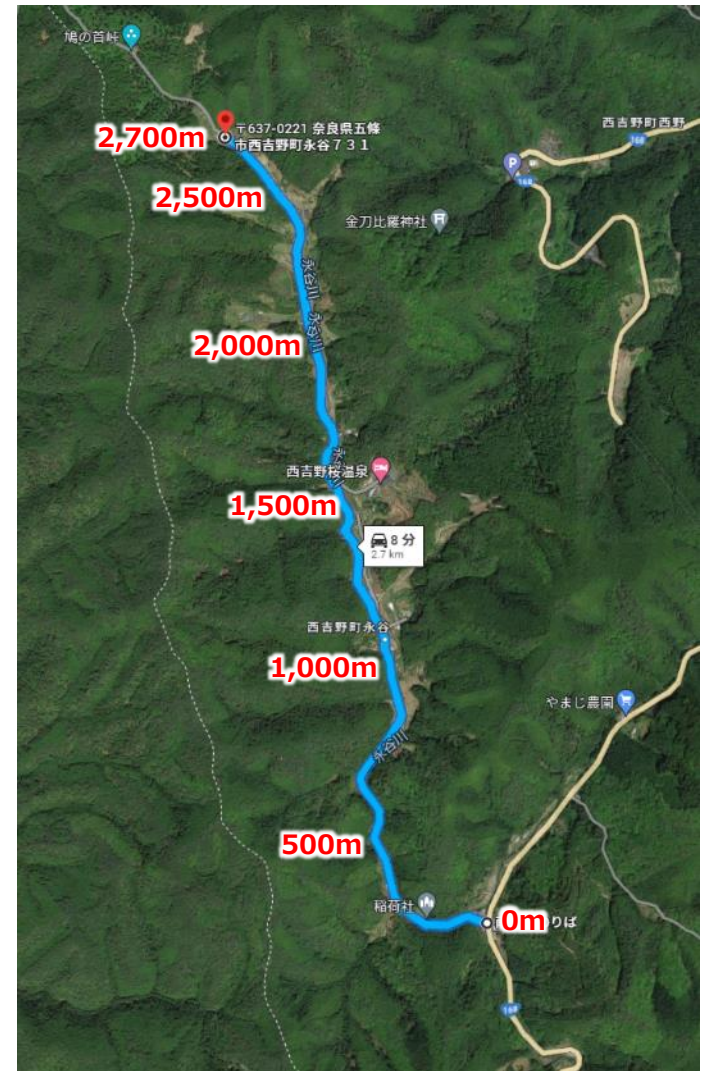 鳩の首峠
〒637-0221 奈良県五條
市西吉野町永谷７３１
2,700m
西吉野町西野
168
P
168
2,500m
金刀比羅神社
永谷川
永谷川
2,000m
西吉野桜温泉
1,500m
8 分
2.7 km
西吉野町永谷
1,000m
やまじ農園
永谷川
500m
稲荷社
0m
りば
168